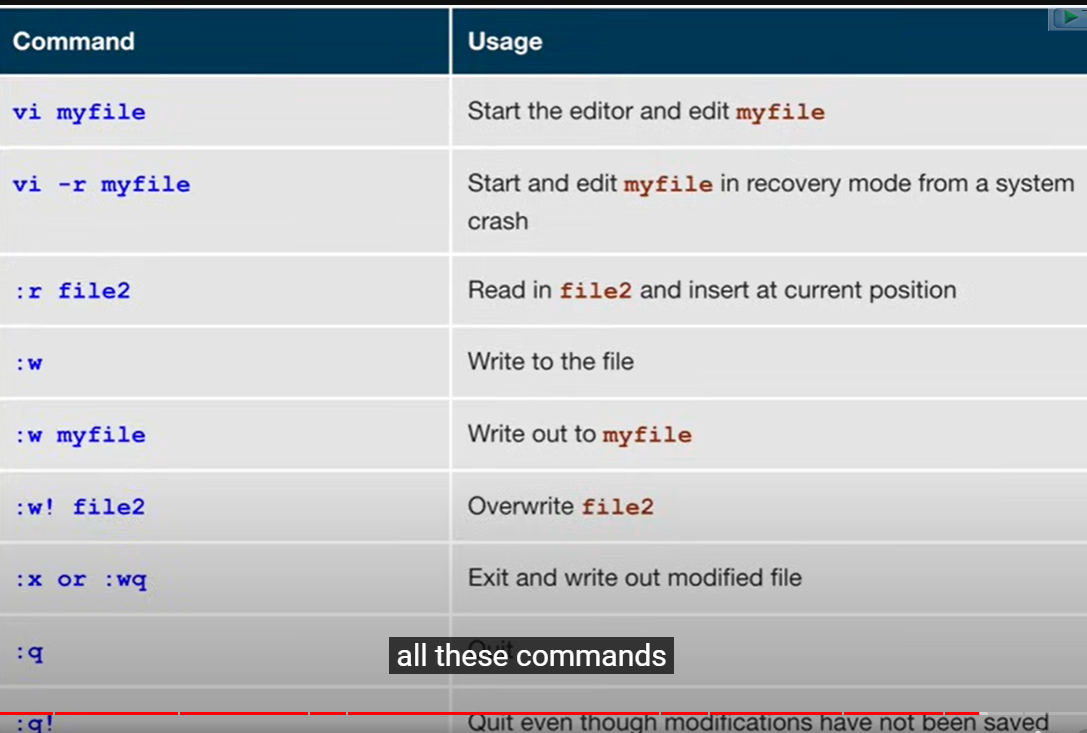 Command Usage
vi myfile Start the editor and edit myfile
vi -r myfile Start and edit myfile in recovery mode from a system
crash
:r file2 Read in file2 and insert at current position
:w Write to the file
:w myfile Write out to myfile
:w! file2 Overwrite file2
:x or :wq Exit and write out modified file
:q Quit
all these commands
:q! Quit even though modifications have not been saved